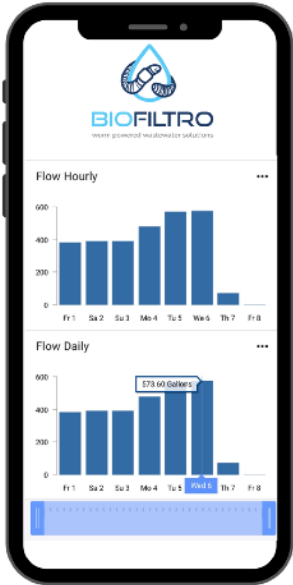 BIOFILTRO
worm powered wastewater solutions
Flow Hourly
600
400
200
0
Fr 1 Sa 2 Su 3 Mo 4 Tu 5 We 6 Th 7 Fr 8
Flow Daily
600
573.60 Gallons
400
200
0
Fr 1 Sa 2 Su 3 Mo 4 Tu 5 Wed 6 Th 7 Fr 8